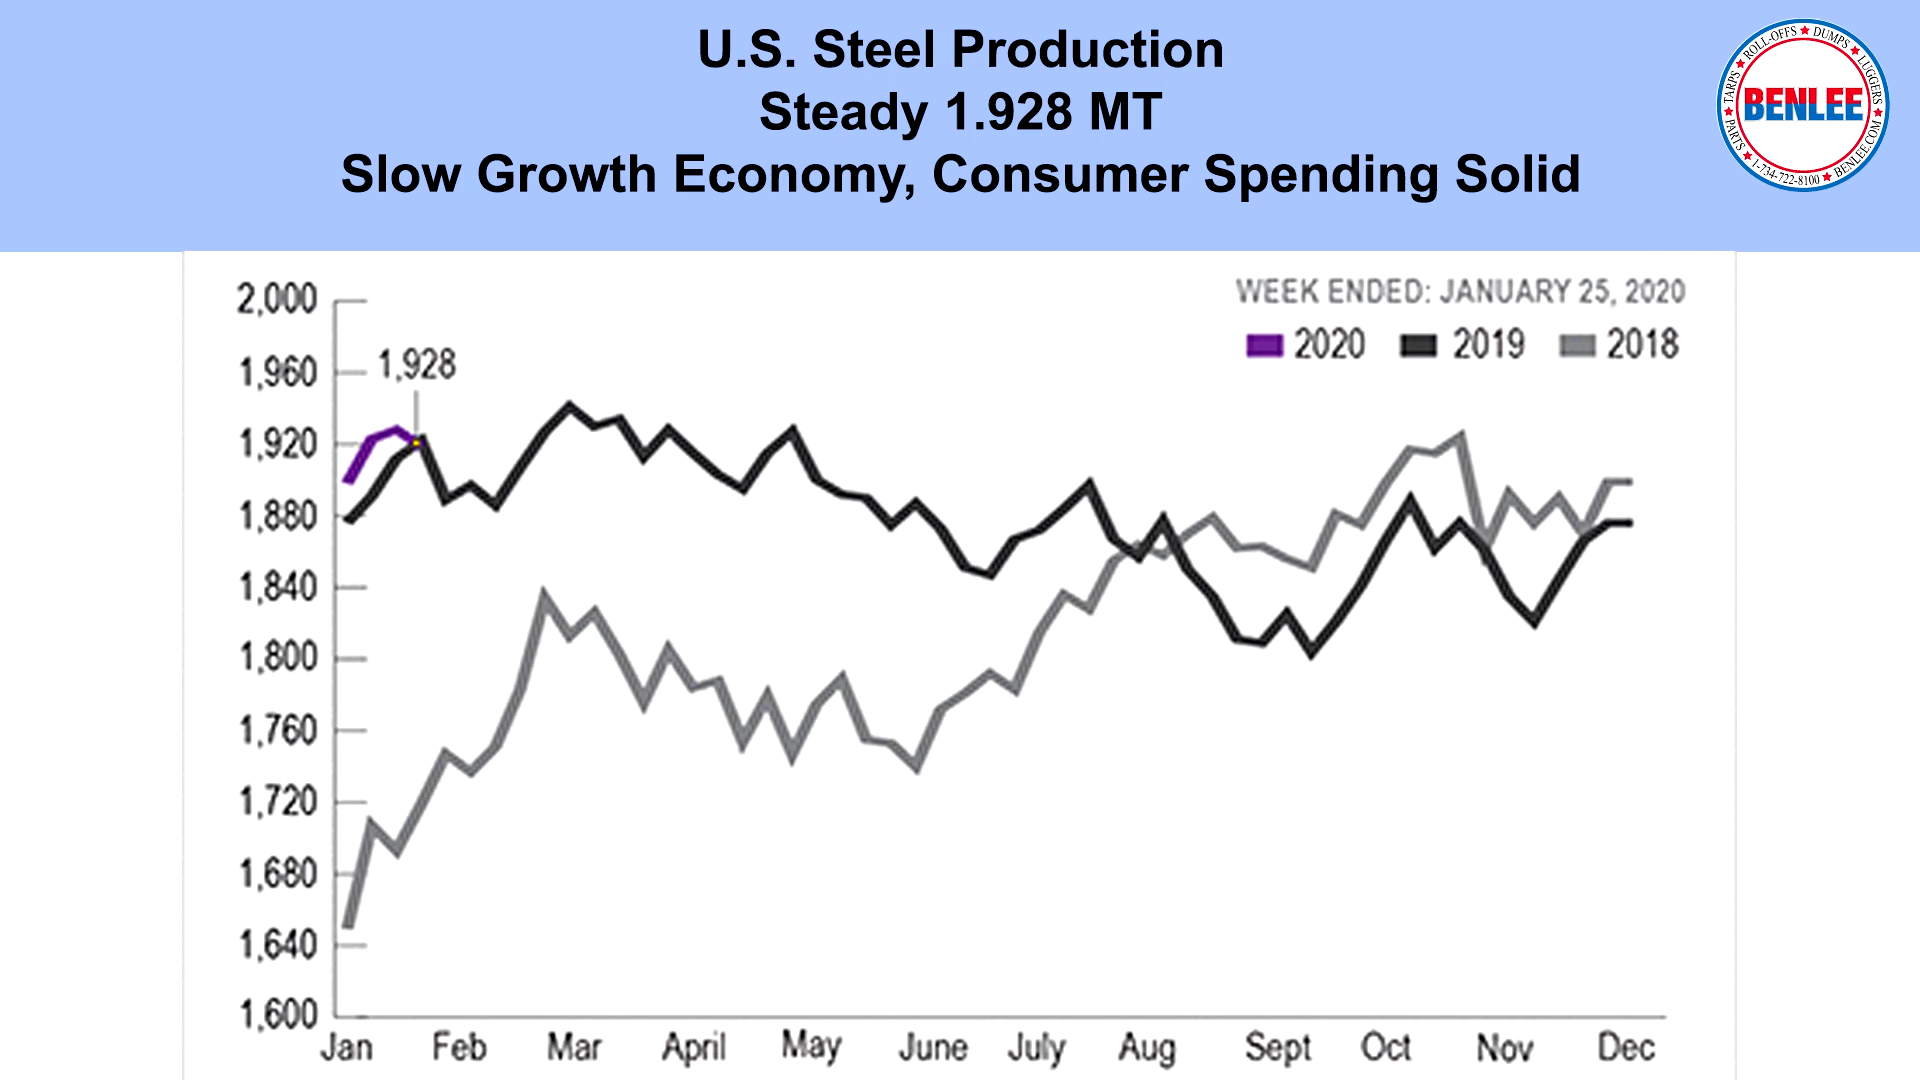 U.S. Steel Production
Steady 1.928 MT
Slow Growth Economy, Consumer Spending Solid
TARPS ★ ROLL-OFFS ★ DUMPS ★ LUGGERS
BENLEE
PARTS ★ 1-734-722-8100 ★ BENLEE.COM
WEEK ENDED: JANUARY 25, 2020
2020 2019 2018
1,928
2,000
1,960
1,920
1,880
1,840
1,800
1,760
1,720
1,680
1,640
1,600
Jan Feb Mar April May June July Aug Sept Oct Nov Dec